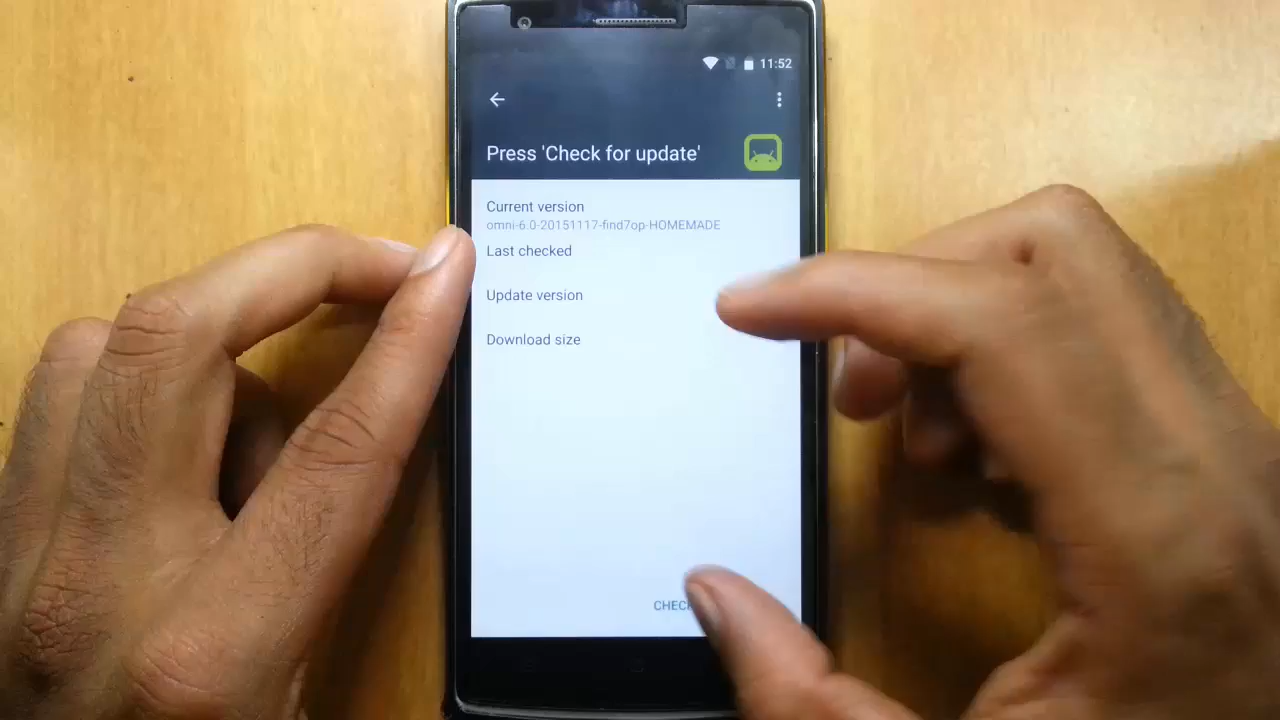 11:52
Press 'Check for update'
Current version
omni-6.0-20151117-find7op-HOMEMADE
Last checked
Update version
Download size